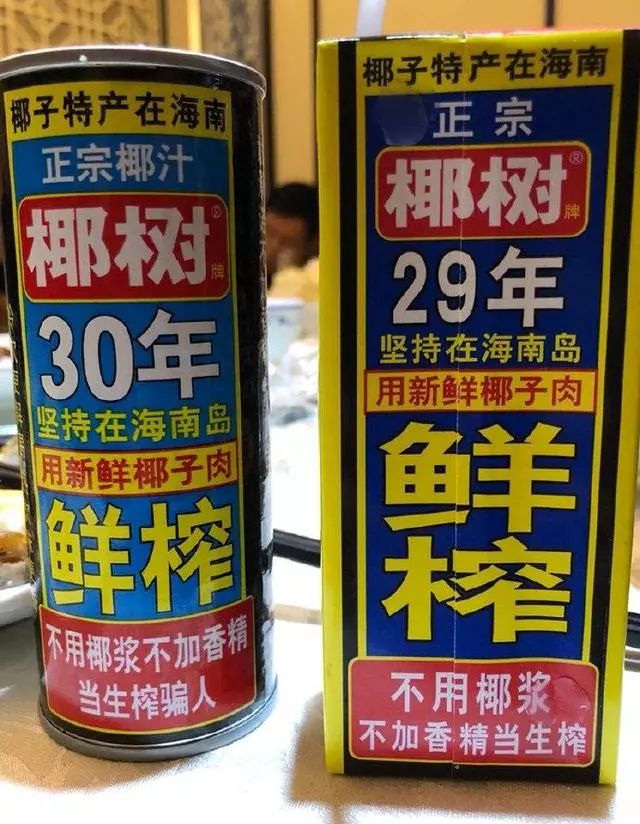 椰子特产在海南
正宗椰汁
椰树®牌
30年
坚持在海南岛
用新鲜椰子肉
鲜榨
不用椰浆不加香精
当生榨骗人
椰子特产在海南
正宗
椰树®牌
29年
坚持在海南岛
用新鲜椰子肉
鲜
榨
不用椰浆
不加香精当生榨